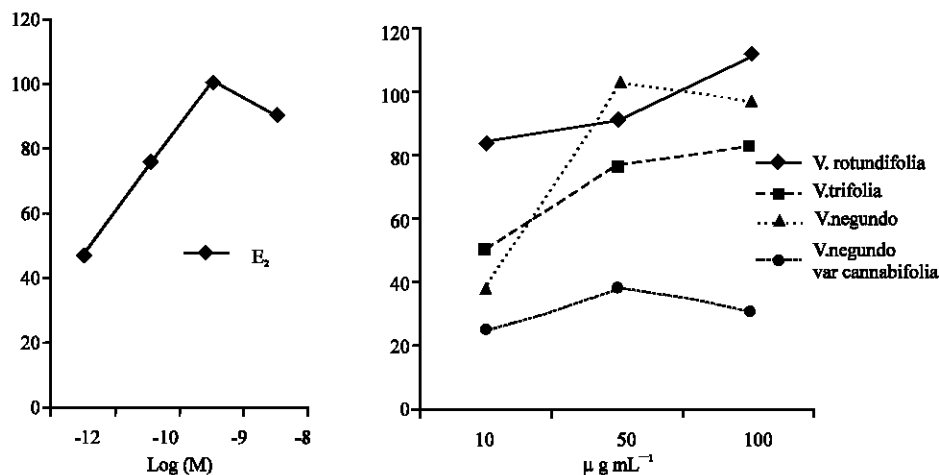 120
100
80
60
40
20
0
E₂
-12 -10 -9 -8
Log (M)
120
100
80
60
40
20
0
10 50 100
μ g mL⁻¹
V. rotundifolia
V.trifolia
V.negundo
V.negundo
var cannabifolia